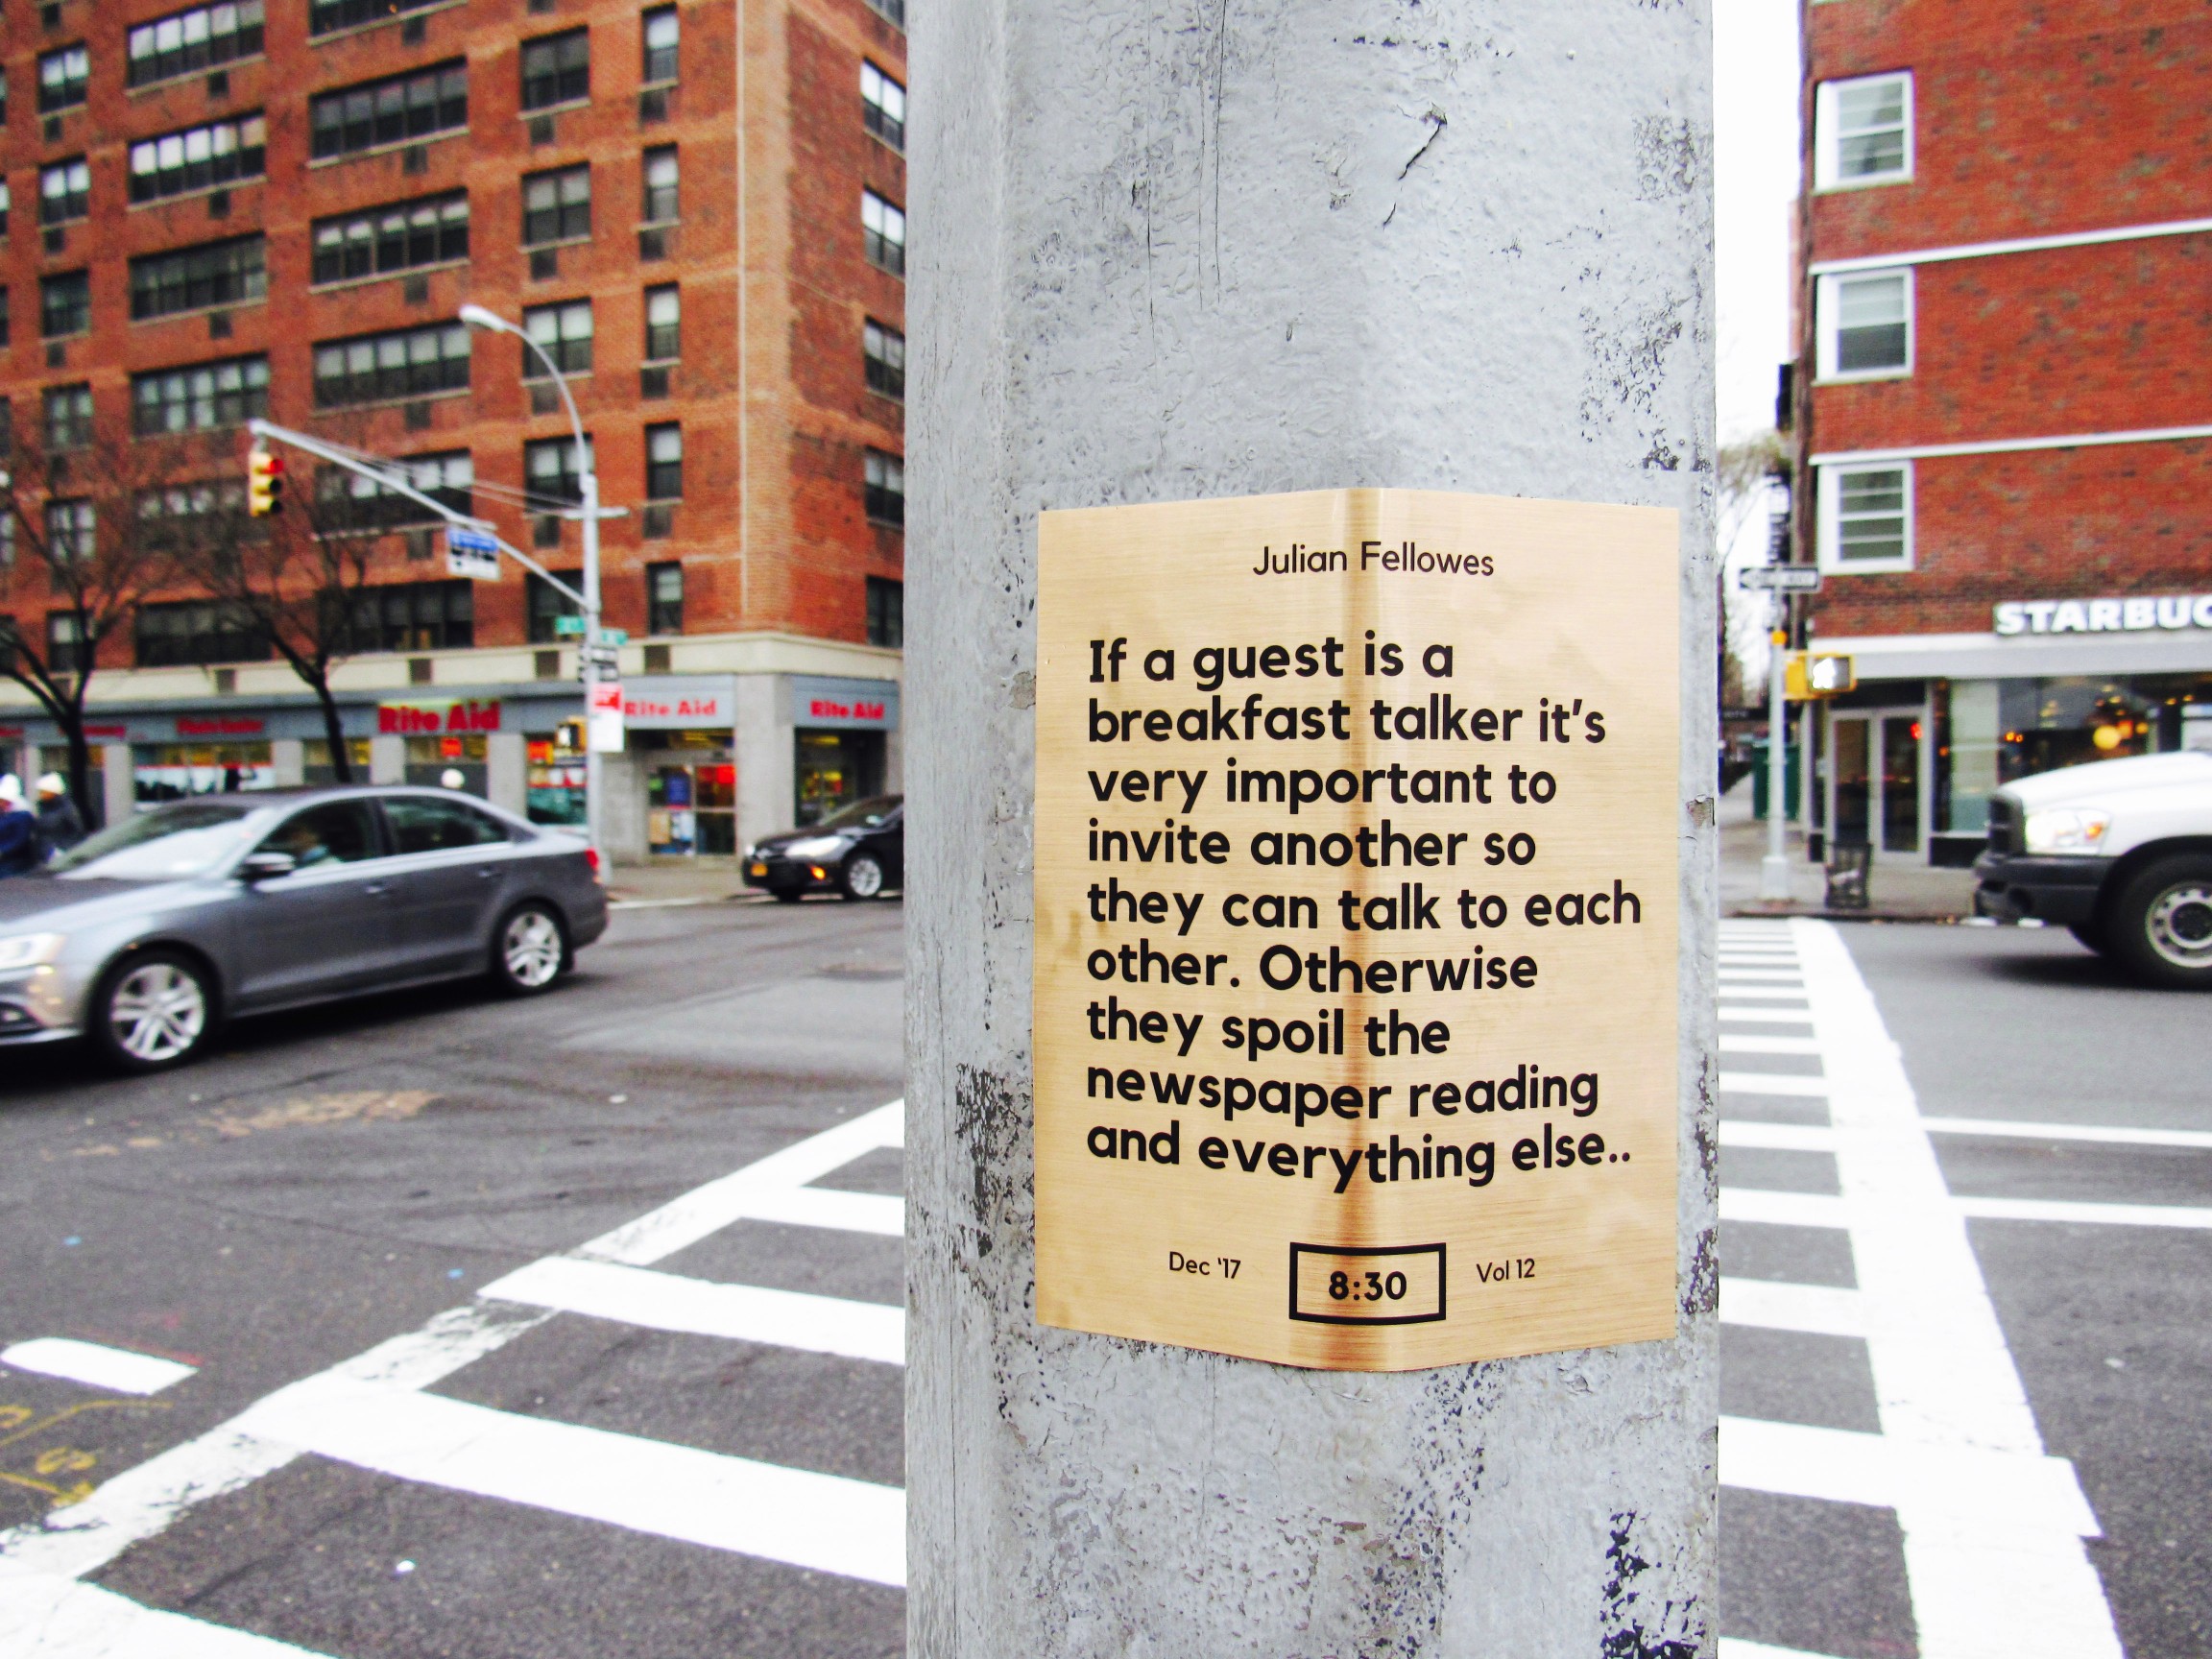 Julian Fellowes
If a guest is a
breakfast talker it's
very important to
invite another so
they can talk to each
other. Otherwise
they spoil the
newspaper reading
and everything else..
Dec '17
8:30
Vol 12
Rite Aid
Rite Aid
Rite Aid
STARBUC